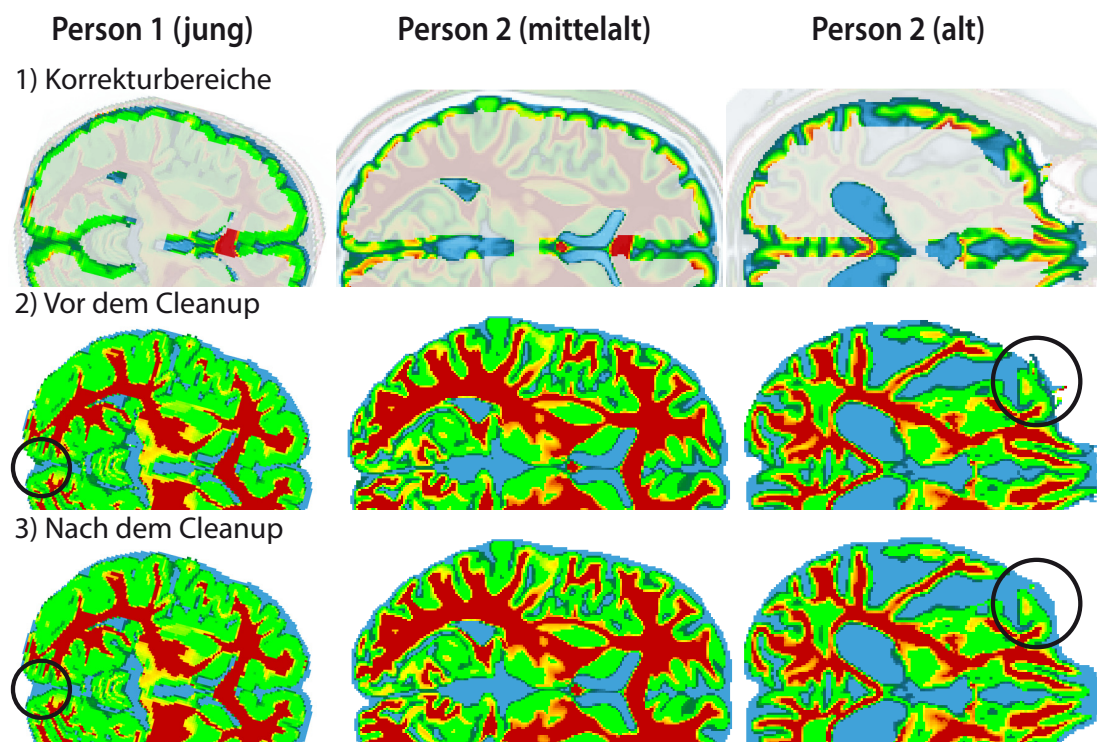 Person 1 (jung)
Person 2 (mittelalt)
Person 2 (alt)
1) Korrekturbereiche
2) Vor dem Cleanup
3) Nach dem Cleanup